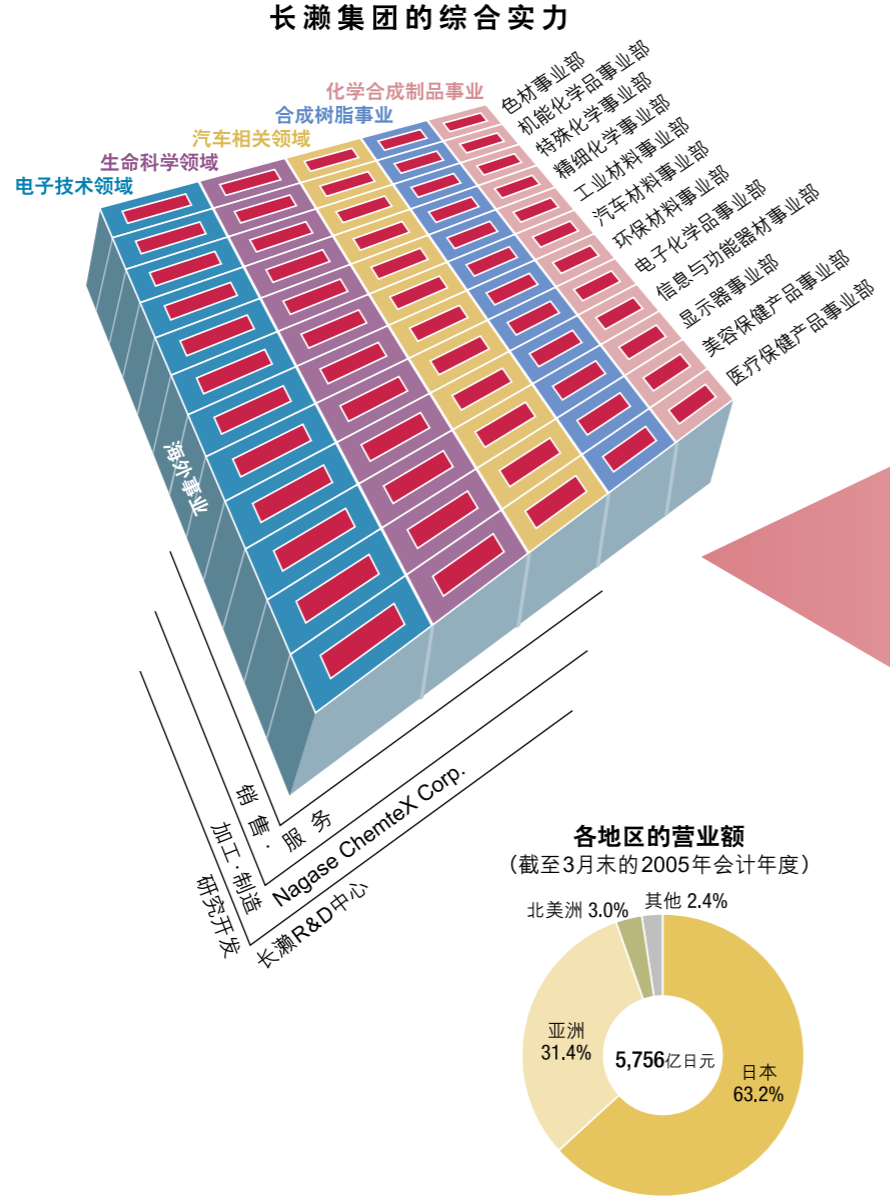 长濑集团的综合实力
化学合成制品事业
合成树脂事业
汽车相关领域
生命科学领域
电子技术领域
色材事业部
机能化学品事业部
特殊化学事业部
精细化学事业部
工业材料事业部
汽车材料事业部
环保材料事业部
电子化学品事业部
信息与功能器材事业部
显示器事业部
美容保健产品事业部
医疗保健产品事业部
海外事业
销售·服务
加工·制造
Nagase ChemteX Corp.
研究开发
长濑R&D中心
各地区的营业额
（截至3月末的2005年会计年度）
北美洲 3.0%
其他 2.4%
亚洲
31.4%
5,756亿日元
日本
63.2%